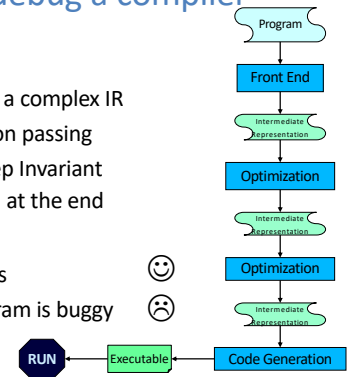 debug a compiler
a complex IR
on passing
ep Invariant
at the end
s
ram is buggy
Program
Front End
Intermediate
Representation
Optimization
Intermediate
Representation
Optimization
Intermediate
Representation
Code Generation
Executable
RUN